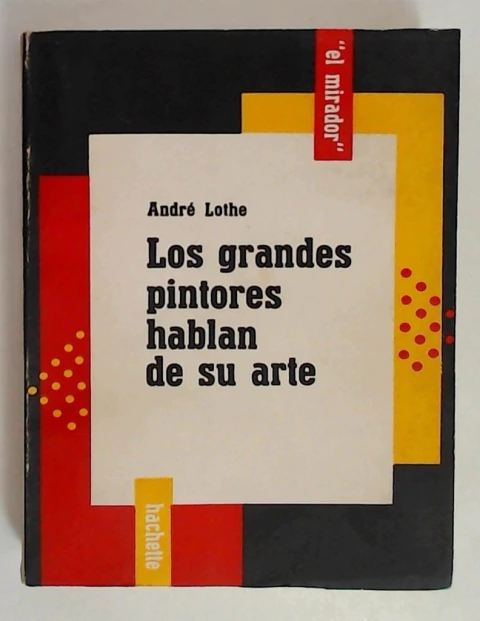 "el mirador"
André Lothe
Los grandes
pintores
hablan
de su arte
hachette